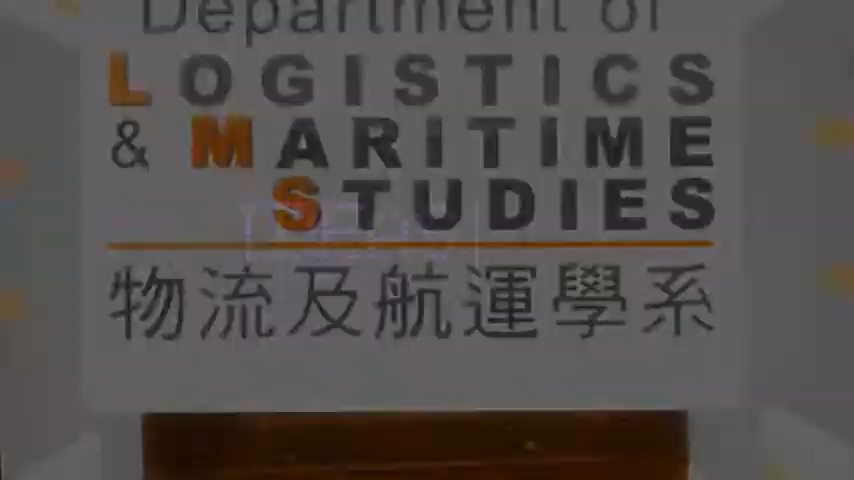 Department of
LOGISTICS
& MARITIME
STUDIES
物流及航運學系